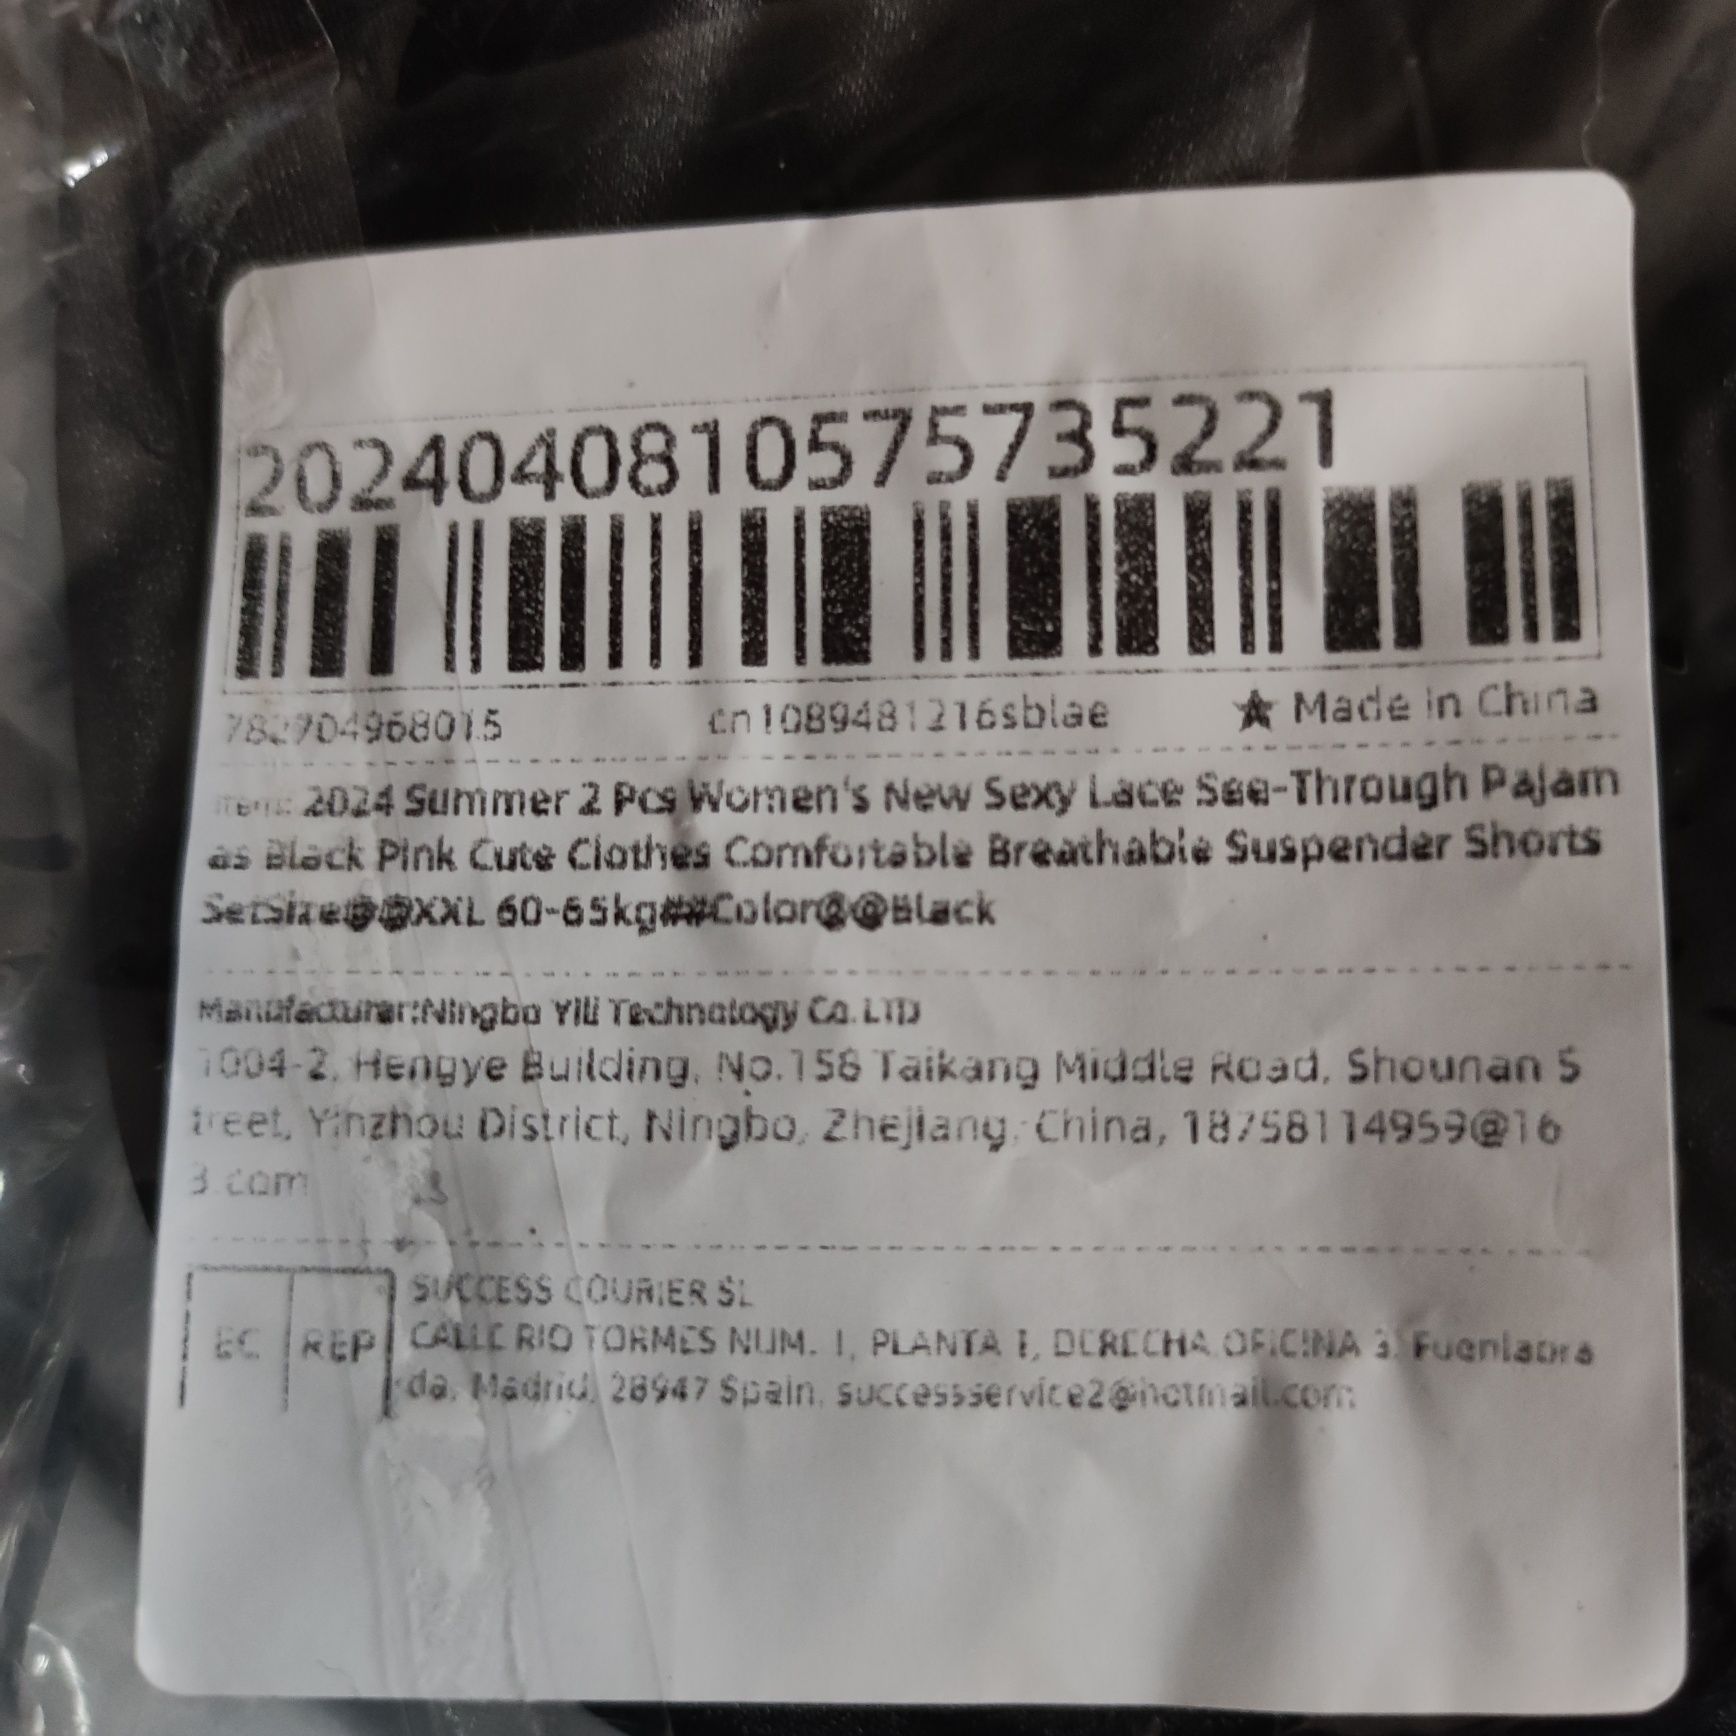 2024040810575735221
782704968015 cn1089481216sblae ★ Made in China
Item: 2024 Summer 2 Pcs Women's New Sexy Lace See-Through Pajam
as Black Pink Cute Clothes Comfortable Breathable Suspender Shorts
SetSize@@XXL 60-65kg##Color@@Black
Manufacturer:Ningbo Yili Technology Co.LTD
1004-2, Hengye Building, No.158 Taikang Middle Road, Shounan S
treet, Yinzhou District, Ningbo, Zhejiang, China, 18758114959@16
3.com
EC REP
SUCCESS COURIER SL
CALLE RIO TORMES NUM. 1, PLANTA 1, DERECHA OFICINA 3, Fuenlabra
da, Madrid, 28947 Spain, successservice2@hotmail.com